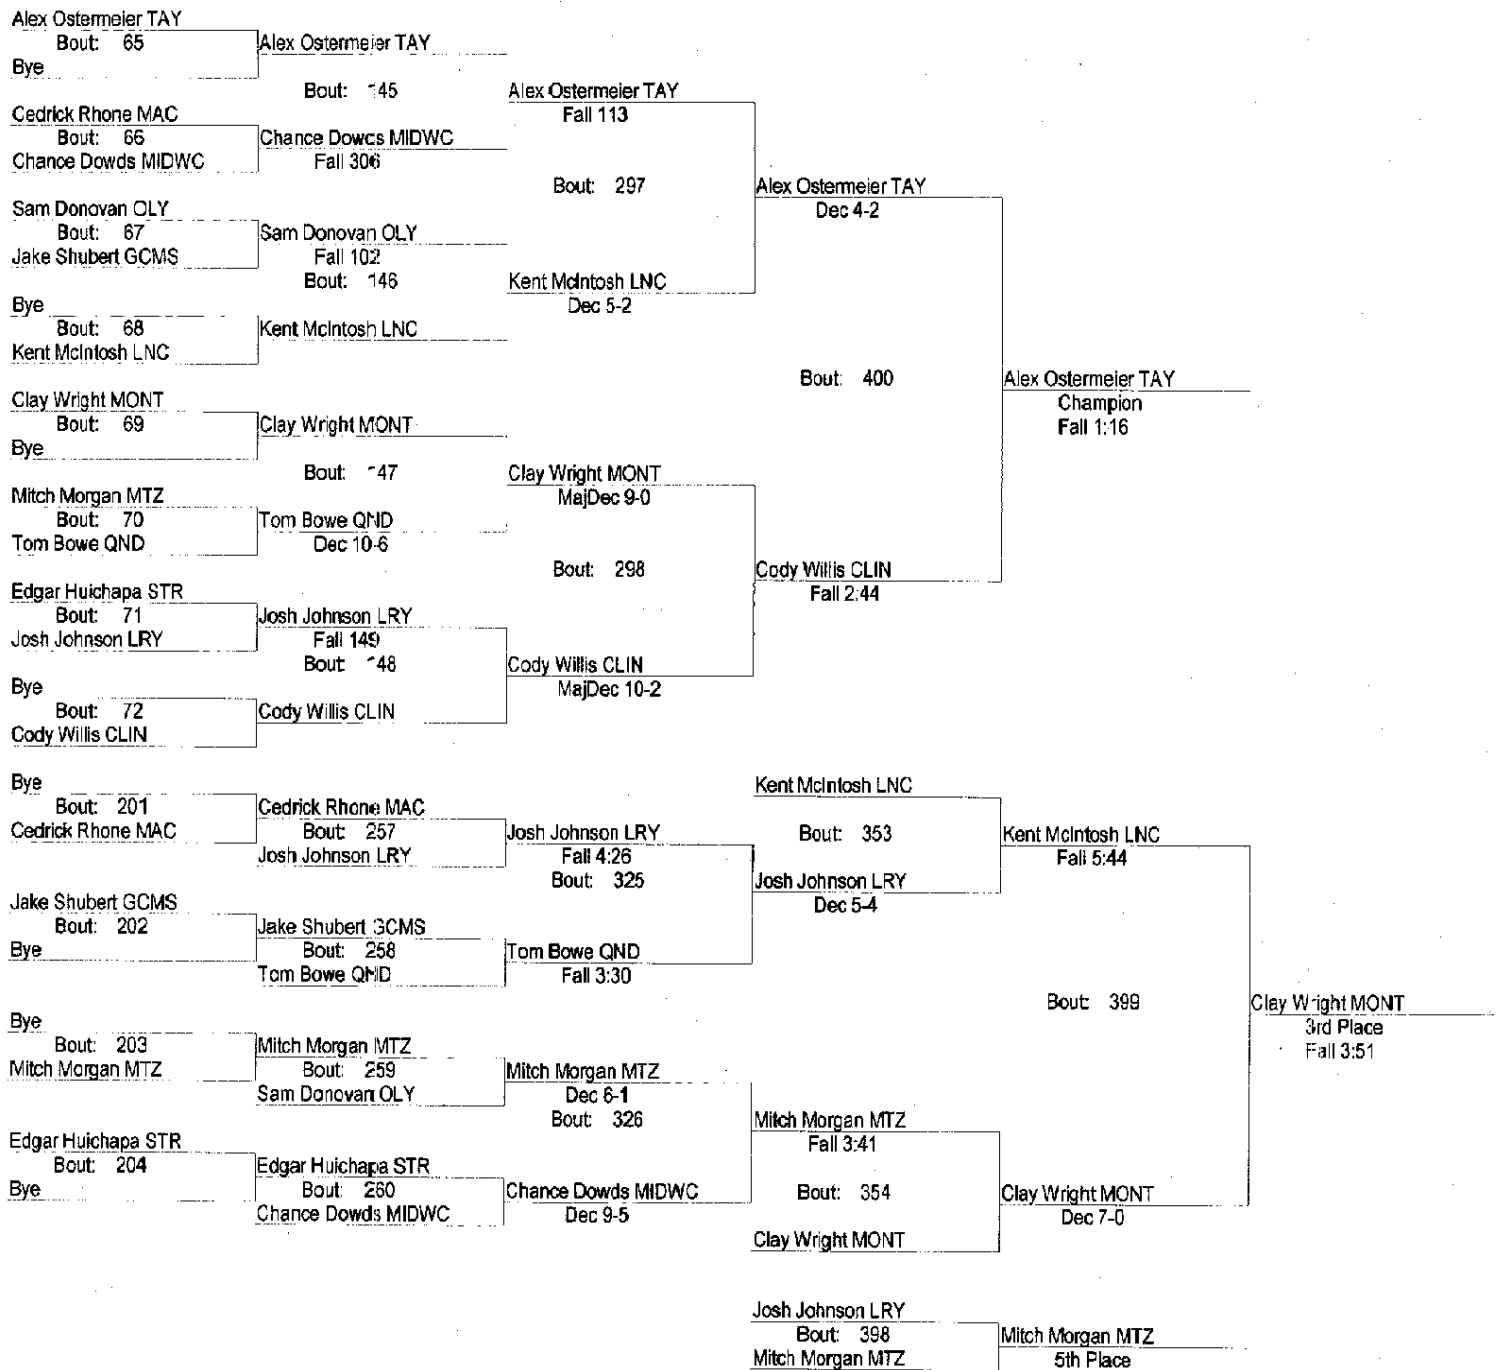 Alex Ostermeier TAY
Bout: 65
Bye
Alex Ostermeier TAY
Bout: 145
Cedrick Rhone MAC
Bout: 66
Chance Dowds MIDWC
Chance Dowds MIDWC
Fall 306
Alex Ostermeier TAY
Fall 113
Bout: 297
Sam Donovan OLY
Bout: 67
Jake Shubert GCMS
Sam Donovan OLY
Fall 102
Bout: 146
Bye
Bout: 68
Kent McIntosh LNC
Kent McIntosh LNC
Kent McIntosh LNC
Dec 5-2
Alex Ostermeier TAY
Dec 4-2
Bout: 400
Clay Wright MONT
Bout: 69
Bye
Clay Wright MONT
Bout: 147
Mitch Morgan MTZ
Bout: 70
Tom Bowe QND
Tom Bowe QND
Dec 10-6
Clay Wright MONT
MajDec 9-0
Bout: 298
Edgar Huichapa STR
Bout: 71
Josh Johnson LRY
Josh Johnson LRY
Fall 149
Bout: 148
Bye
Bout: 72
Cody Willis CLIN
Cody Willis CLIN
Cody Willis CLIN
MajDec 10-2
Cody Willis CLIN
Fall 2:44
Alex Ostermeier TAY
Champion
Fall 1:16
Bye
Bout: 201
Cedrick Rhone MAC
Cedrick Rhone MAC
Bout: 257
Josh Johnson LRY
Josh Johnson LRY
Fall 4:26
Bout: 325
Jake Shubert GCMS
Bout: 202
Bye
Jake Shubert GCMS
Bout: 258
Tom Bowe QND
Tom Bowe QND
Fall 3:30
Kent McIntosh LNC
Bout: 353
Josh Johnson LRY
Dec 5-4
Kent McIntosh LNC
Fall 5:44
Bout: 399
Bye
Bout: 203
Mitch Morgan MTZ
Mitch Morgan MTZ
Bout: 259
Sam Donovan OLY
Mitch Morgan MTZ
Dec 6-1
Bout: 326
Edgar Huichapa STR
Bout: 204
Bye
Edgar Huichapa STR
Bout: 260
Chance Dowds MIDWC
Chance Dowds MIDWC
Dec 9-5
Mitch Morgan MTZ
Fall 3:41
Bout: 354
Clay Wright MONT
Clay Wright MONT
Dec 7-0
Clay Wright MONT
3rd Place
Fall 3:51
Josh Johnson LRY
Bout: 398
Mitch Morgan MTZ
Mitch Morgan MTZ
5th Place